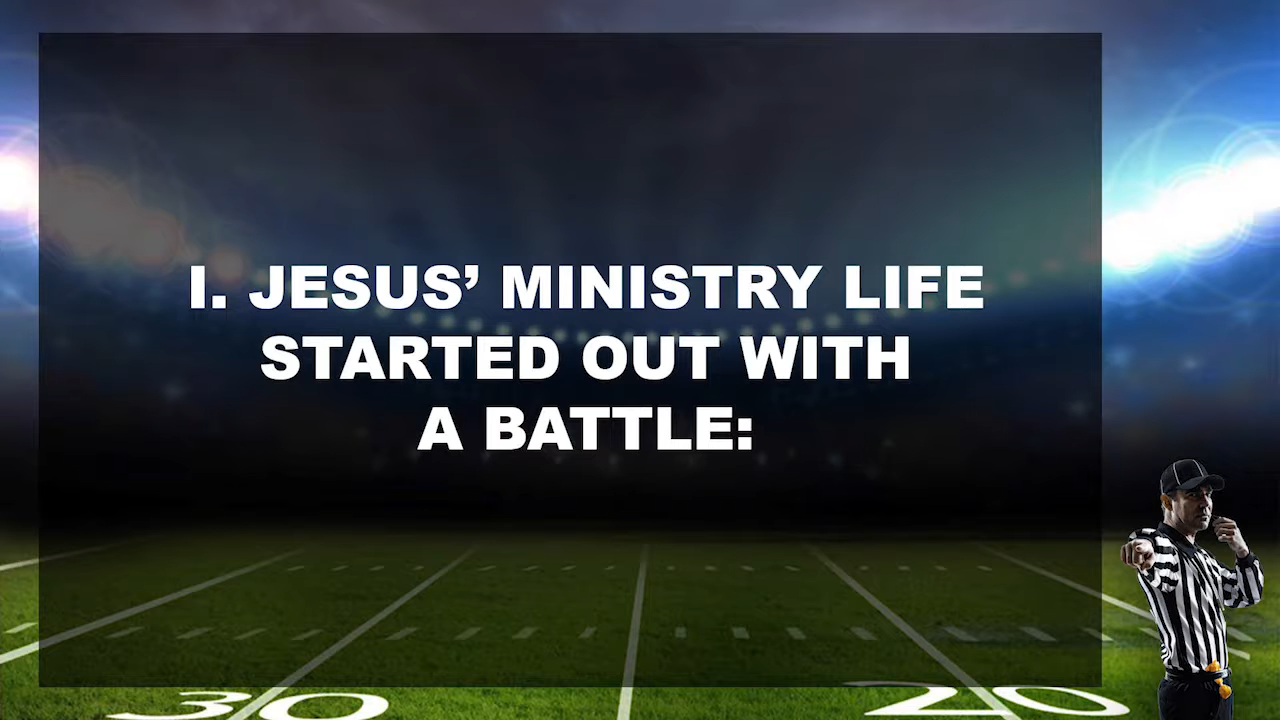 I. JESUS’ MINISTRY LIFE
STARTED OUT WITH
A BATTLE:
30
20